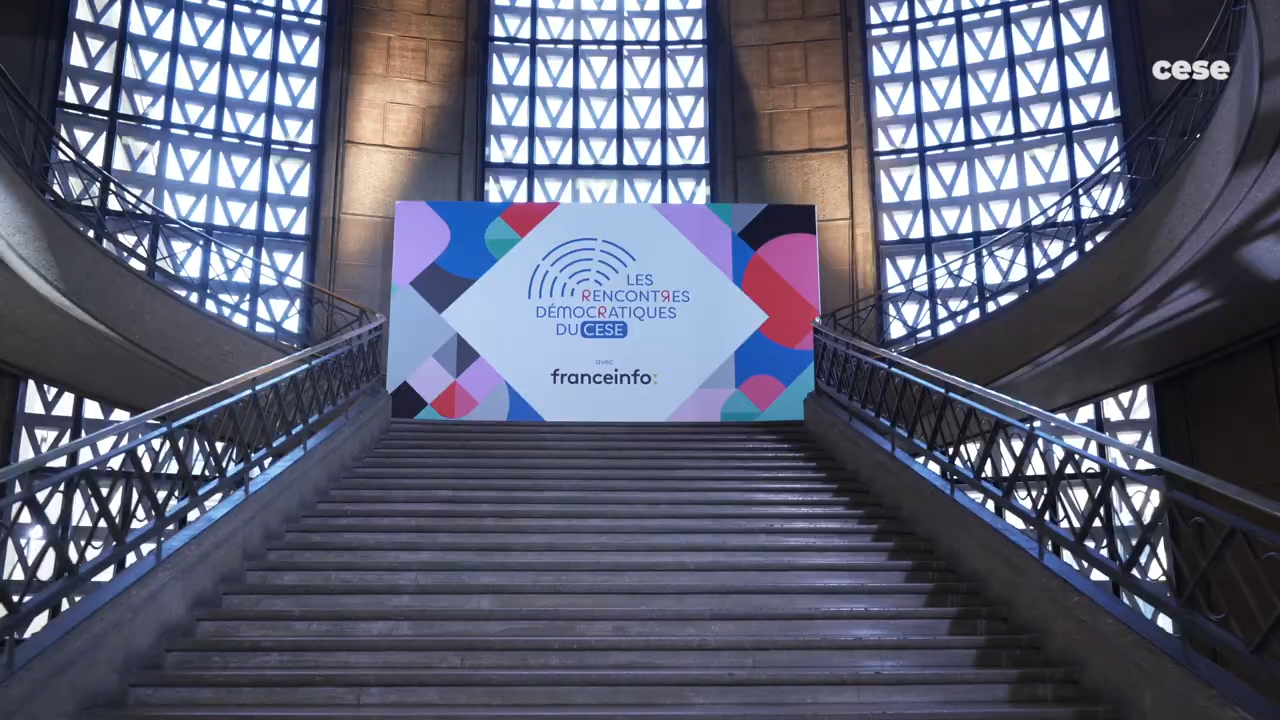 cese
LES
RENCONTRES
DÉMOCRATIQUES
DU CESE
avec
franceinfo: